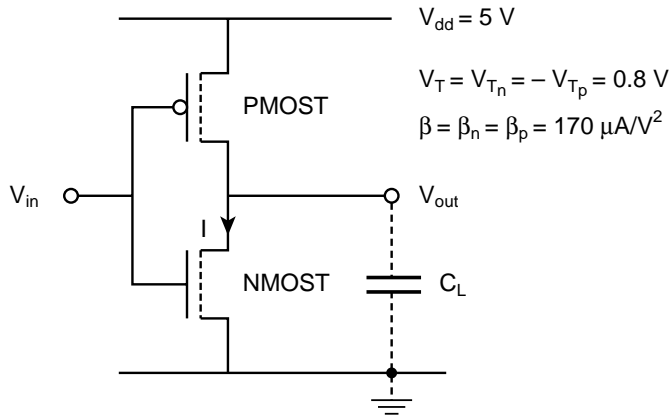 V_dd = 5 V
V_T = V_Tn = – V_Tp = 0.8 V
β = β_n = β_p = 170 μA/V²
PMOST
V_in
V_out
I
NMOST
C_L